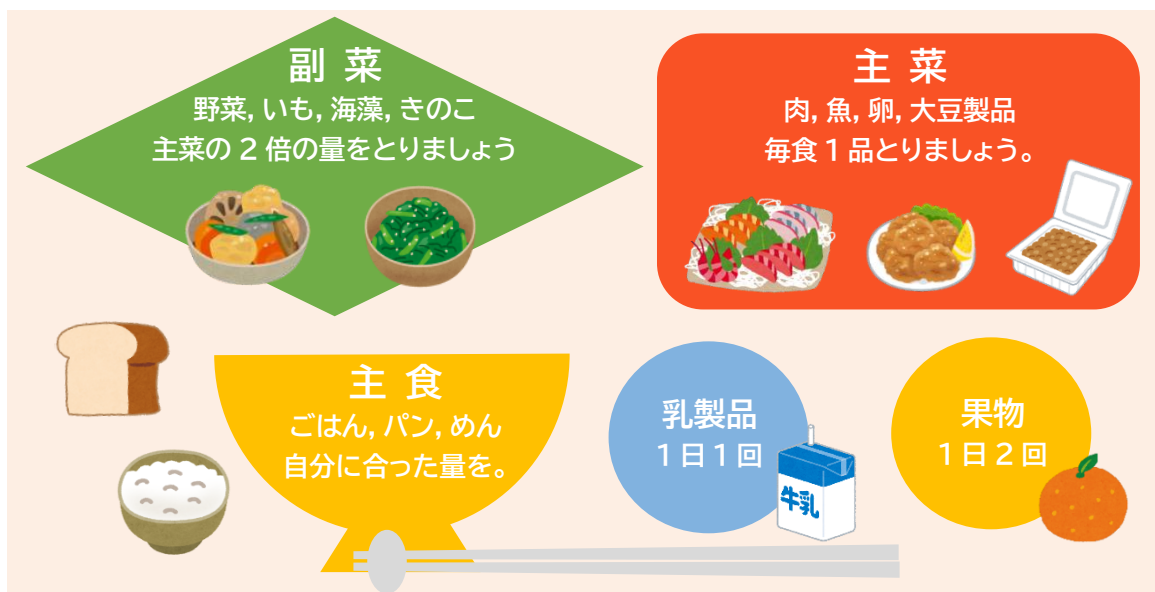 副 菜
野菜, いも, 海藻, きのこ
主菜の 2 倍の量をとりましょう
主 菜
肉, 魚, 卵, 大豆製品
毎食 1 品とりましょう。
主 食
ごはん, パン, めん
自分に合った量を。
乳製品
1 日 1 回
牛乳
果物
1 日 2 回